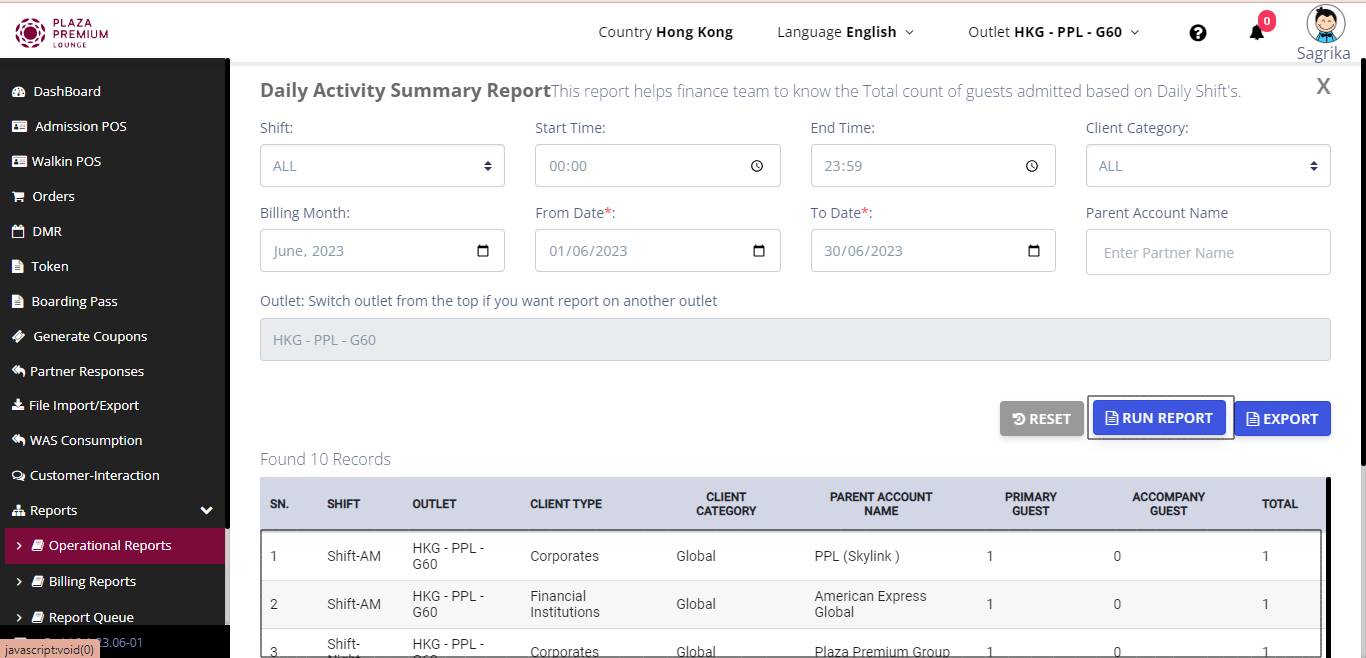 PLAZA
PREMIUM
LOUNGE
Country Hong Kong
Language English
Outlet HKG - PPL - G60
?
0
Sagrika
DashBoard
Admission POS
Walkin POS
Orders
DMR
Token
Boarding Pass
Generate Coupons
Partner Responses
File Import/Export
WAS Consumption
Customer-Interaction
Reports
Operational Reports
Billing Reports
Report Queue
23.06-01
javascript:void(0)
Daily Activity Summary ReportThis report helps finance team to know the Total count of guests admitted based on Daily Shift's.
X
Shift: Start Time: End Time: Client Category:
ALL 00:00 23:59 ALL
Billing Month: From Date*: To Date*: Parent Account Name
June, 2023 01/06/2023 30/06/2023 Enter Partner Name
Outlet: Switch outlet from the top if you want report on another outlet
HKG - PPL - G60
RESET RUN REPORT EXPORT
Found 10 Records
SN. SHIFT OUTLET CLIENT TYPE CLIENT CATEGORY PARENT ACCOUNT NAME PRIMARY GUEST ACCOMPANY GUEST TOTAL
1 Shift-AM HKG - PPL - G60 Corporates Global PPL (Skylink ) 1 0 1
2 Shift-AM HKG - PPL - G60 Financial Institutions Global American Express Global 1 0 1
3 Shift-Night HKG - PPL - G60 Corporates Global Plaza Premium Group 1 0 1